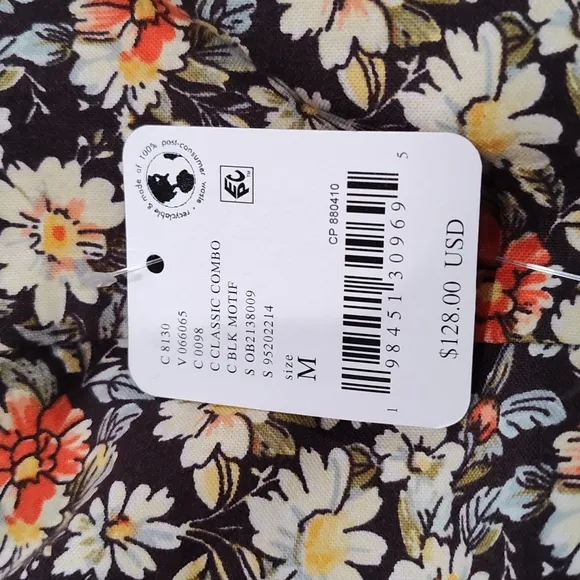 made of 100% post-consumer waste • recyclable &
EPC™
C 8130
V 066065
C 0098
C CLASSIC COMBO
C BLK MOTIF
S OB2138009
S 95202214
size
M
CP 880410
1 98451 30969 5
$128.00 USD